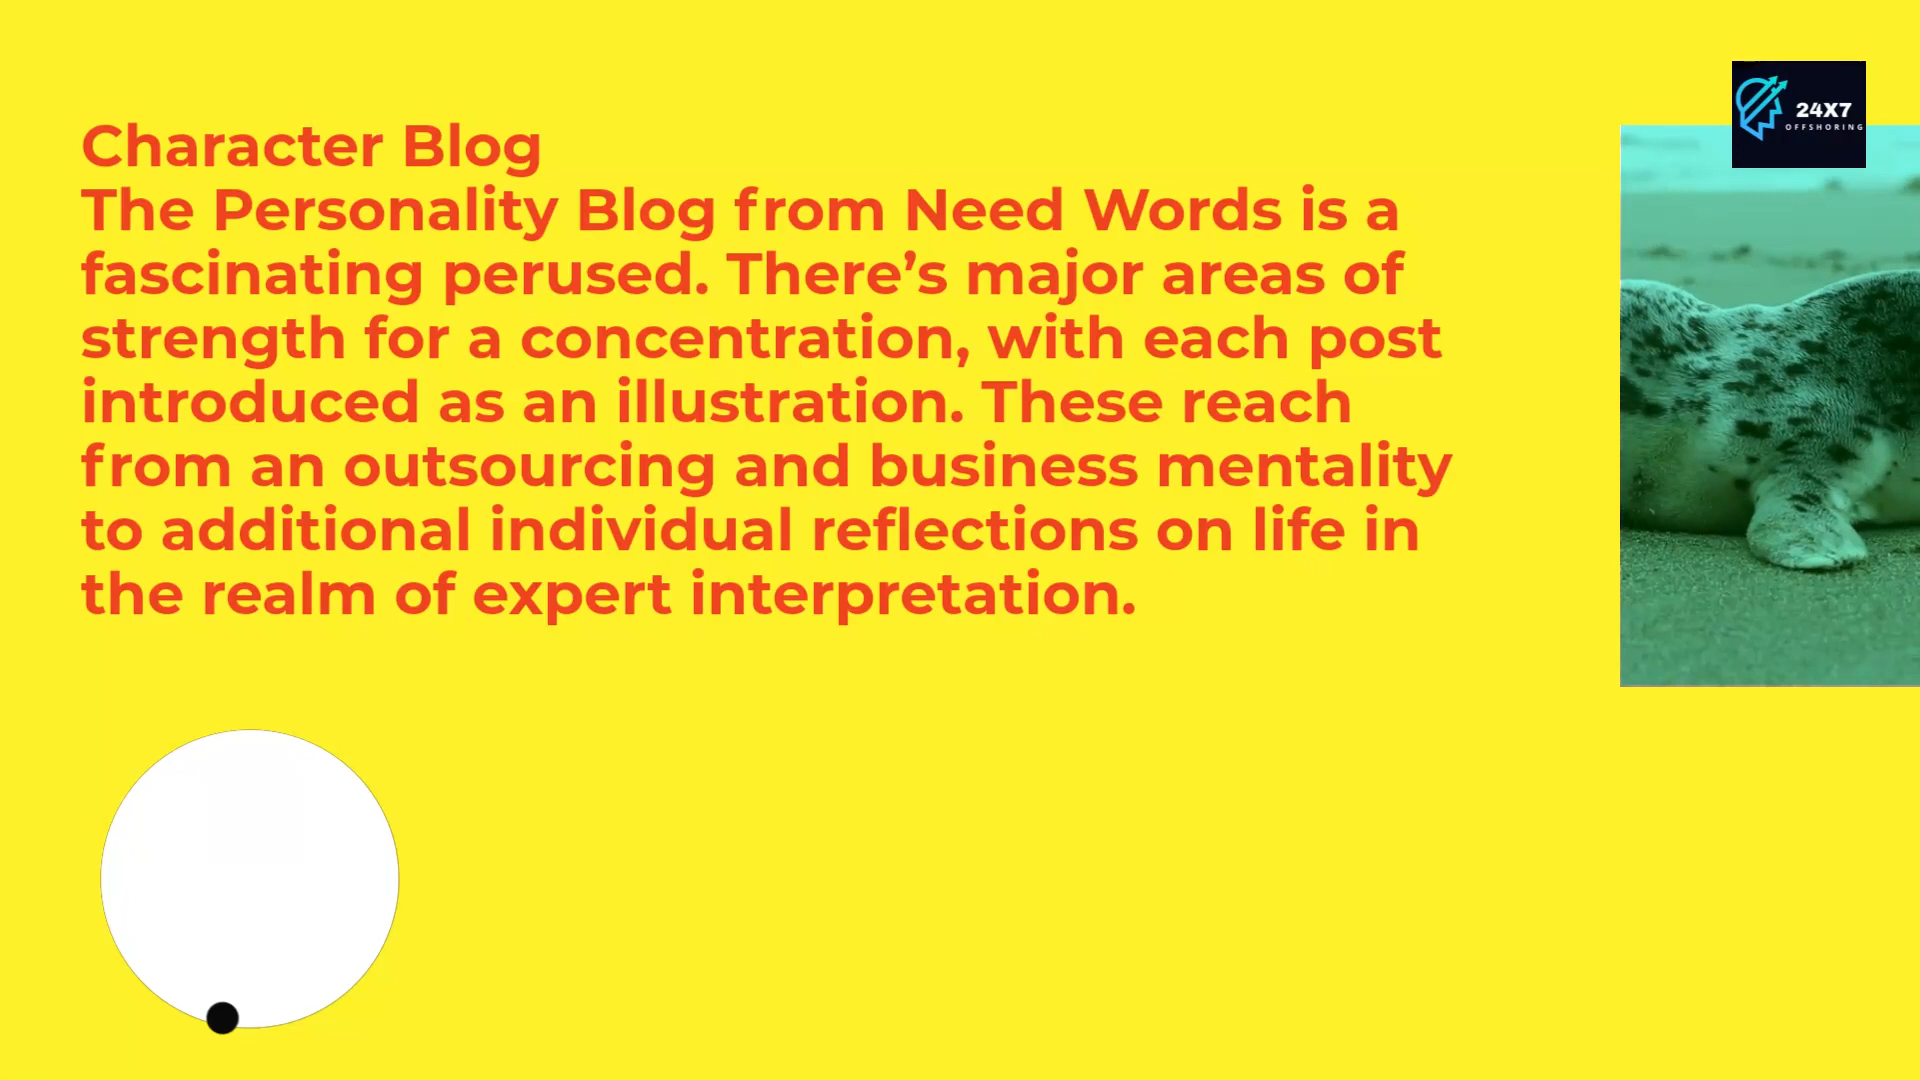 24X7
OFFSHORING
Character Blog
The Personality Blog from Need Words is a
fascinating perused. There’s major areas of
strength for a concentration, with each post
introduced as an illustration. These reach
from an outsourcing and business mentality
to additional individual reflections on life in
the realm of expert interpretation.